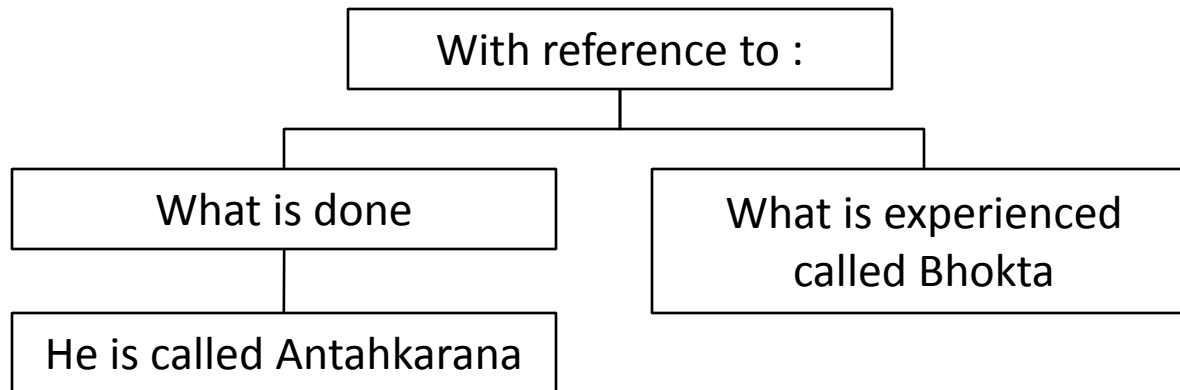 With reference to :
What is done
He is called Antahkarana
What is experienced
called Bhokta